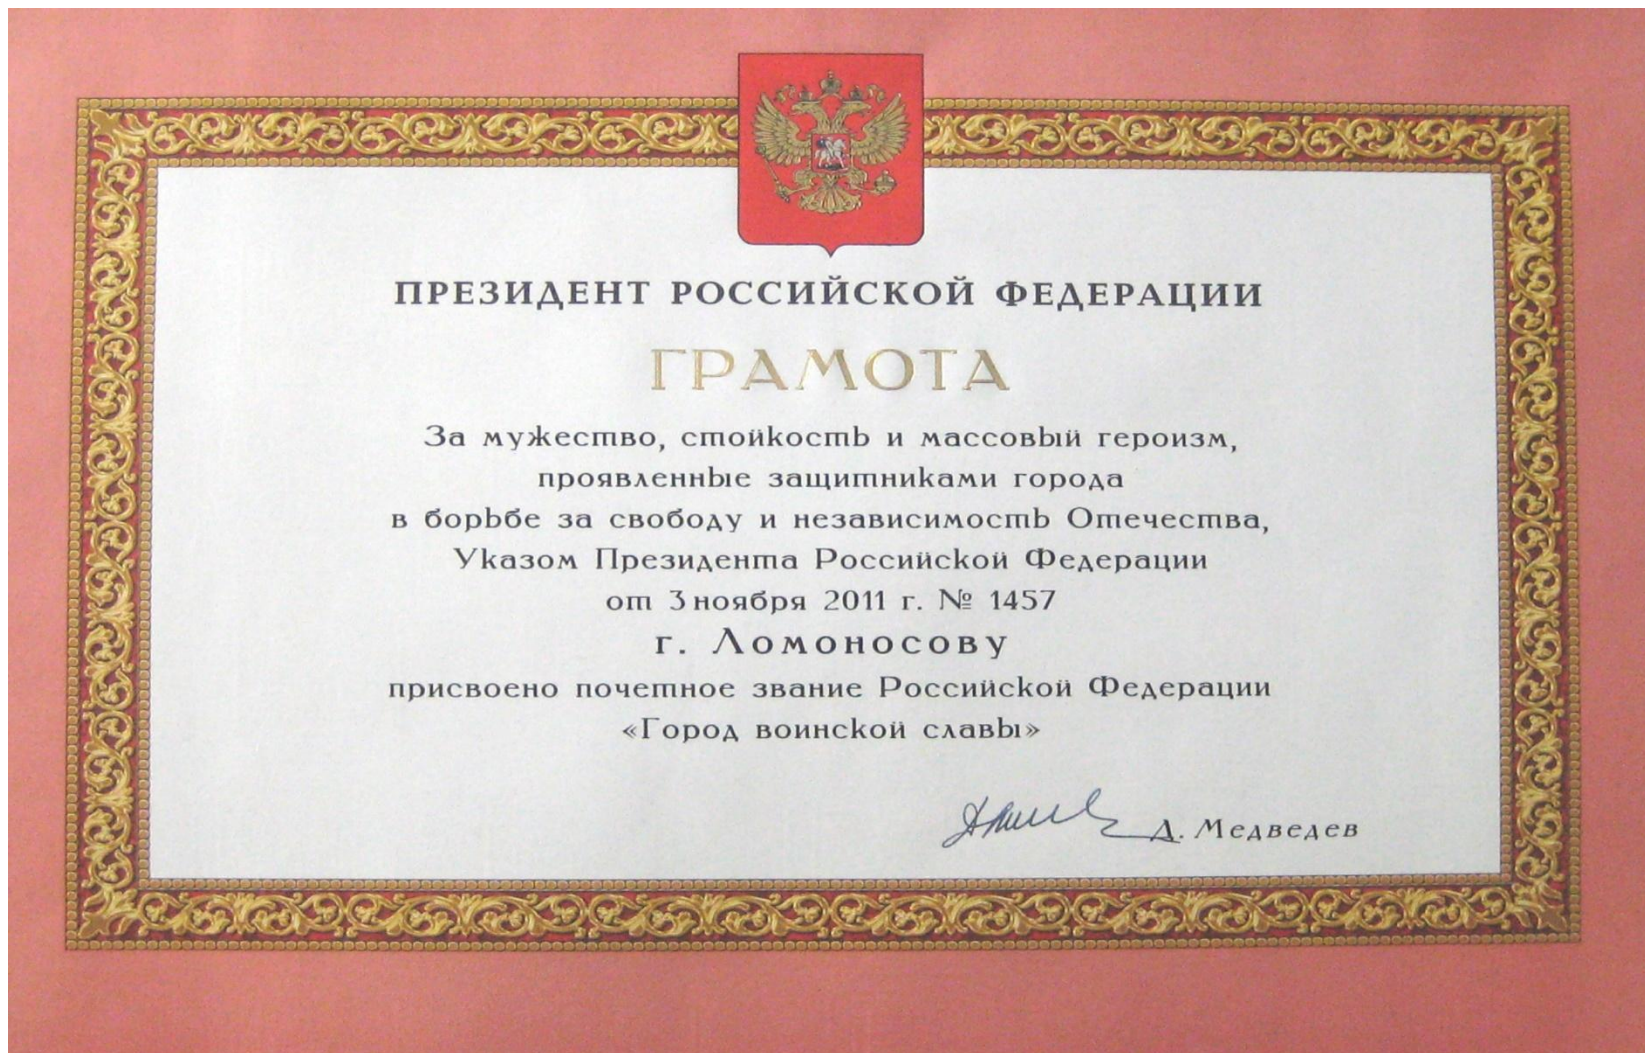 ПРЕЗИДЕНТ РОССИЙСКОЙ ФЕДЕРАЦИИ
ГРАМОТА
За мужество, стойкость и массовый героизм,
проявленные защитниками города
в борьбе за свободу и независимость Отечества,
Указом Президента Российской Федерации
от 3 ноября 2011 г. № 1457
г. Ломоносову
присвоено почетное звание Российской Федерации
«Город воинской славы»
Д. Медведев